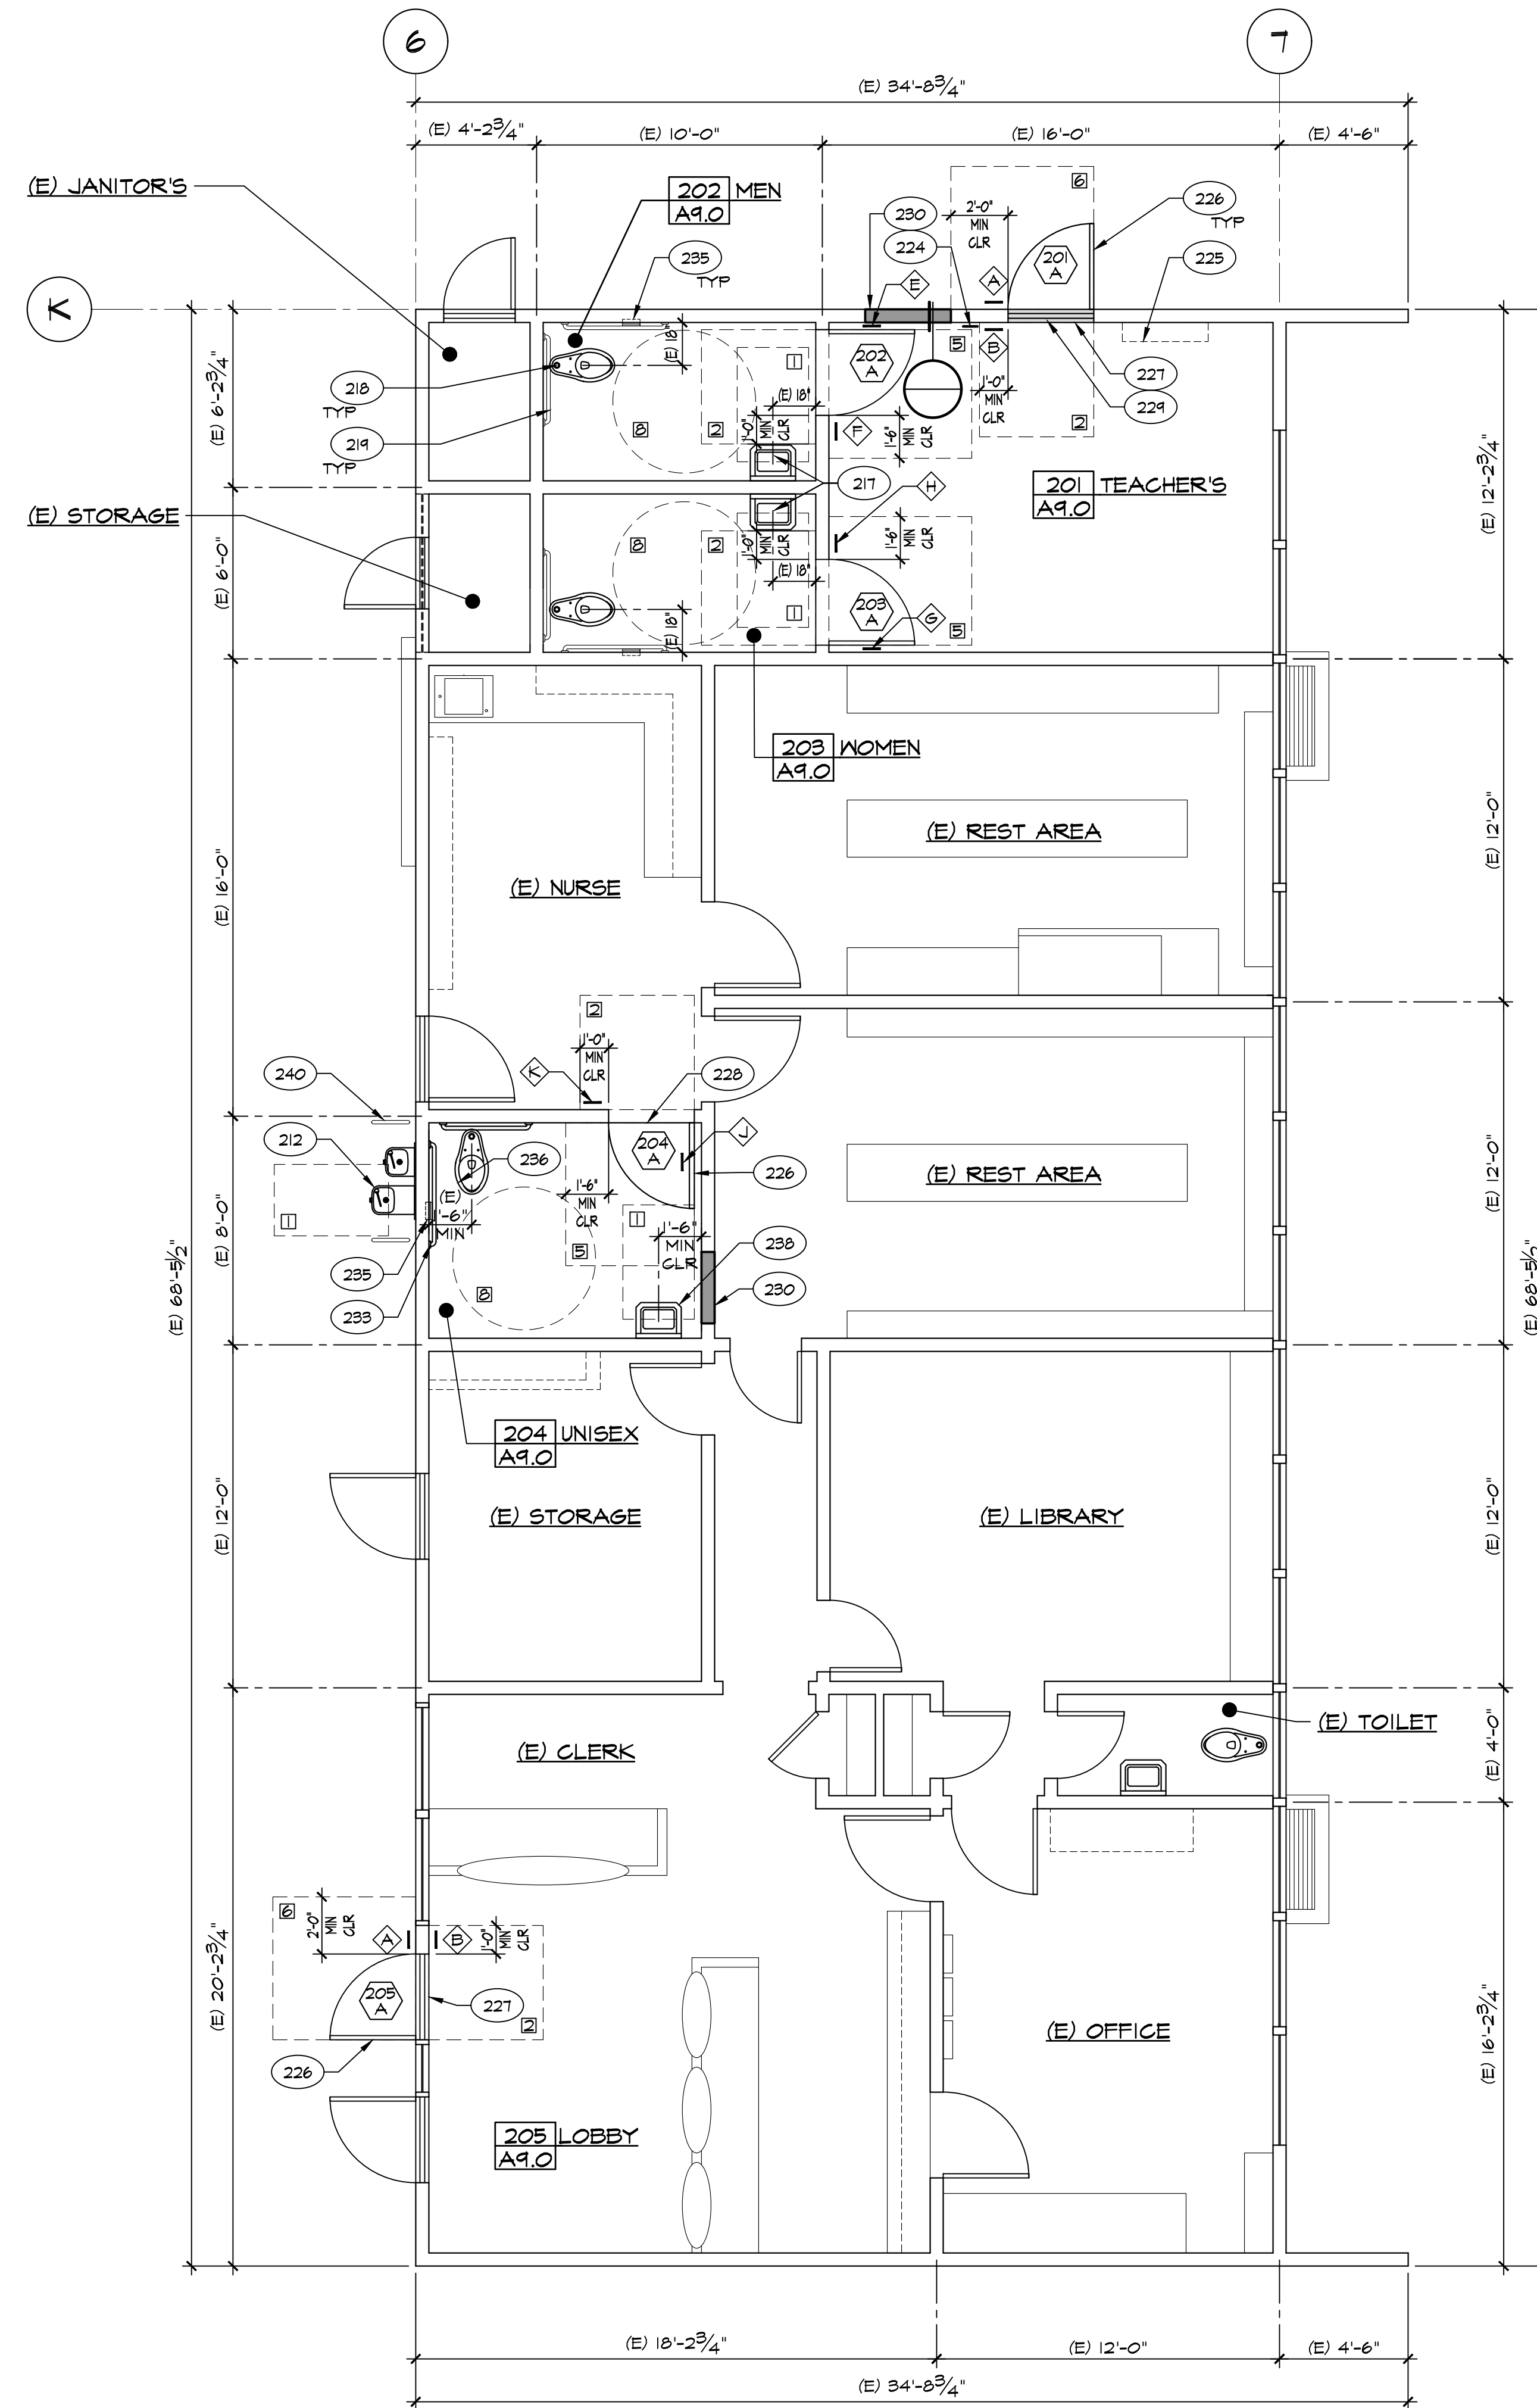 6
7
(E) 34'-8 3/4"
(E) 4'-2 3/4"
(E) 10'-0"
(E) 16'-0"
(E) 4'-6"
(E) JANITOR'S
202 MEN
A9.0
235
TYP
230
224
E
A
2'-0"
MIN
CLR
6
201
A
226
TYP
225
K
(E) 6'-2 3/4"
218
TYP
219
TYP
8
2
1
(E) 18"
(E) 18"
1'-0"
MIN
CLR
202
A
5
F
1'-6"
MIN
CLR
B
1'-0"
MIN
CLR
2
227
229
(E) 12'-2 3/4"
217
H
201 TEACHER'S
A9.0
(E) STORAGE
(E) 6'-0"
8
2
1
1'-0"
MIN
CLR
(E) 18"
(E) 18"
1'-6"
MIN
CLR
203
A
G
5
203 WOMEN
A9.0
(E) REST AREA
(E) 12'-0"
(E) NURSE
(E) 16'-0"
2
1'-0"
MIN
CLR
K
228
240
212
1
204
A
J
226
236
(E)
1'-6"
MIN
1'-6"
MIN
CLR
1
5
1'-6"
MIN
CLR
238
230
8
235
233
(E) REST AREA
(E) 12'-0"
(E) 8'-0"
(E) 68'-5 1/2"
(E) 68'-5 1/2"
204 UNISEX
A9.0
(E) STORAGE
(E) LIBRARY
(E) 12'-0"
(E) 12'-0"
(E) CLERK
(E) TOILET
(E) 4'-0"
6
2'-0"
MIN
CLR
A
B
1'-0"
MIN
CLR
205
A
227
2
226
(E) 20'-2 3/4"
(E) OFFICE
(E) 16'-2 3/4"
205 LOBBY
A9.0
(E) 18'-2 3/4"
(E) 12'-0"
(E) 4'-6"
(E) 34'-8 3/4"